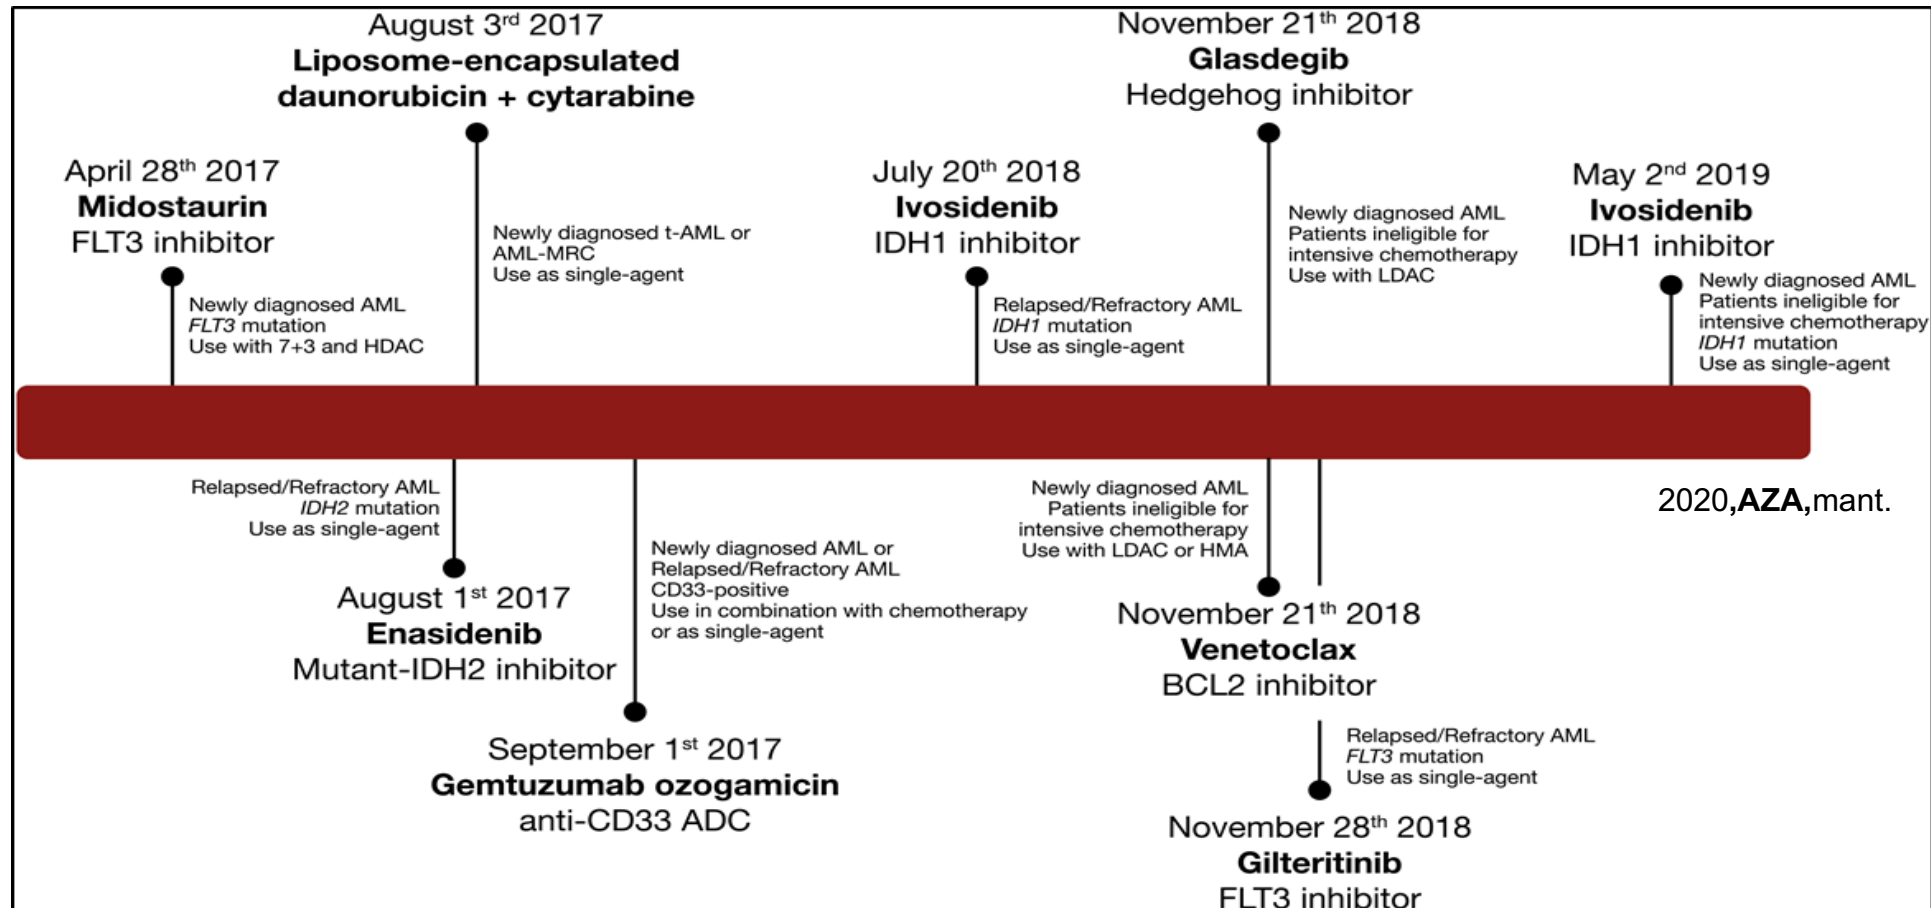 August 3rd 2017
Liposome-encapsulated
daunorubicin + cytarabine
November 21th 2018
Glasdegib
Hedgehog inhibitor
April 28th 2017
Midostaurin
FLT3 inhibitor
July 20th 2018
Ivosidenib
IDH1 inhibitor
May 2nd 2019
Ivosidenib
IDH1 inhibitor
Newly diagnosed AML
FLT3 mutation
Use with 7+3 and HDAC
Newly diagnosed t-AML or
AML-MRC
Use as single-agent
Relapsed/Refractory AML
IDH1 mutation
Use as single-agent
Newly diagnosed AML
Patients ineligible for
intensive chemotherapy
Use with LDAC
Newly diagnosed AML
Patients ineligible for
intensive chemotherapy
IDH1 mutation
Use as single-agent
Relapsed/Refractory AML
IDH2 mutation
Use as single-agent
August 1st 2017
Enasidenib
Mutant-IDH2 inhibitor
Newly diagnosed AML or
Relapsed/Refractory AML
CD33-positive
Use in combination with chemotherapy
or as single-agent
September 1st 2017
Gemtuzumab ozogamicin
anti-CD33 ADC
Newly diagnosed AML
Patients ineligible for
intensive chemotherapy
Use with LDAC or HMA
November 21th 2018
Venetoclax
BCL2 inhibitor
Relapsed/Refractory AML
FLT3 mutation
Use as single-agent
November 28th 2018
Gilteritinib
FLT3 inhibitor
2020,AZA,mant.